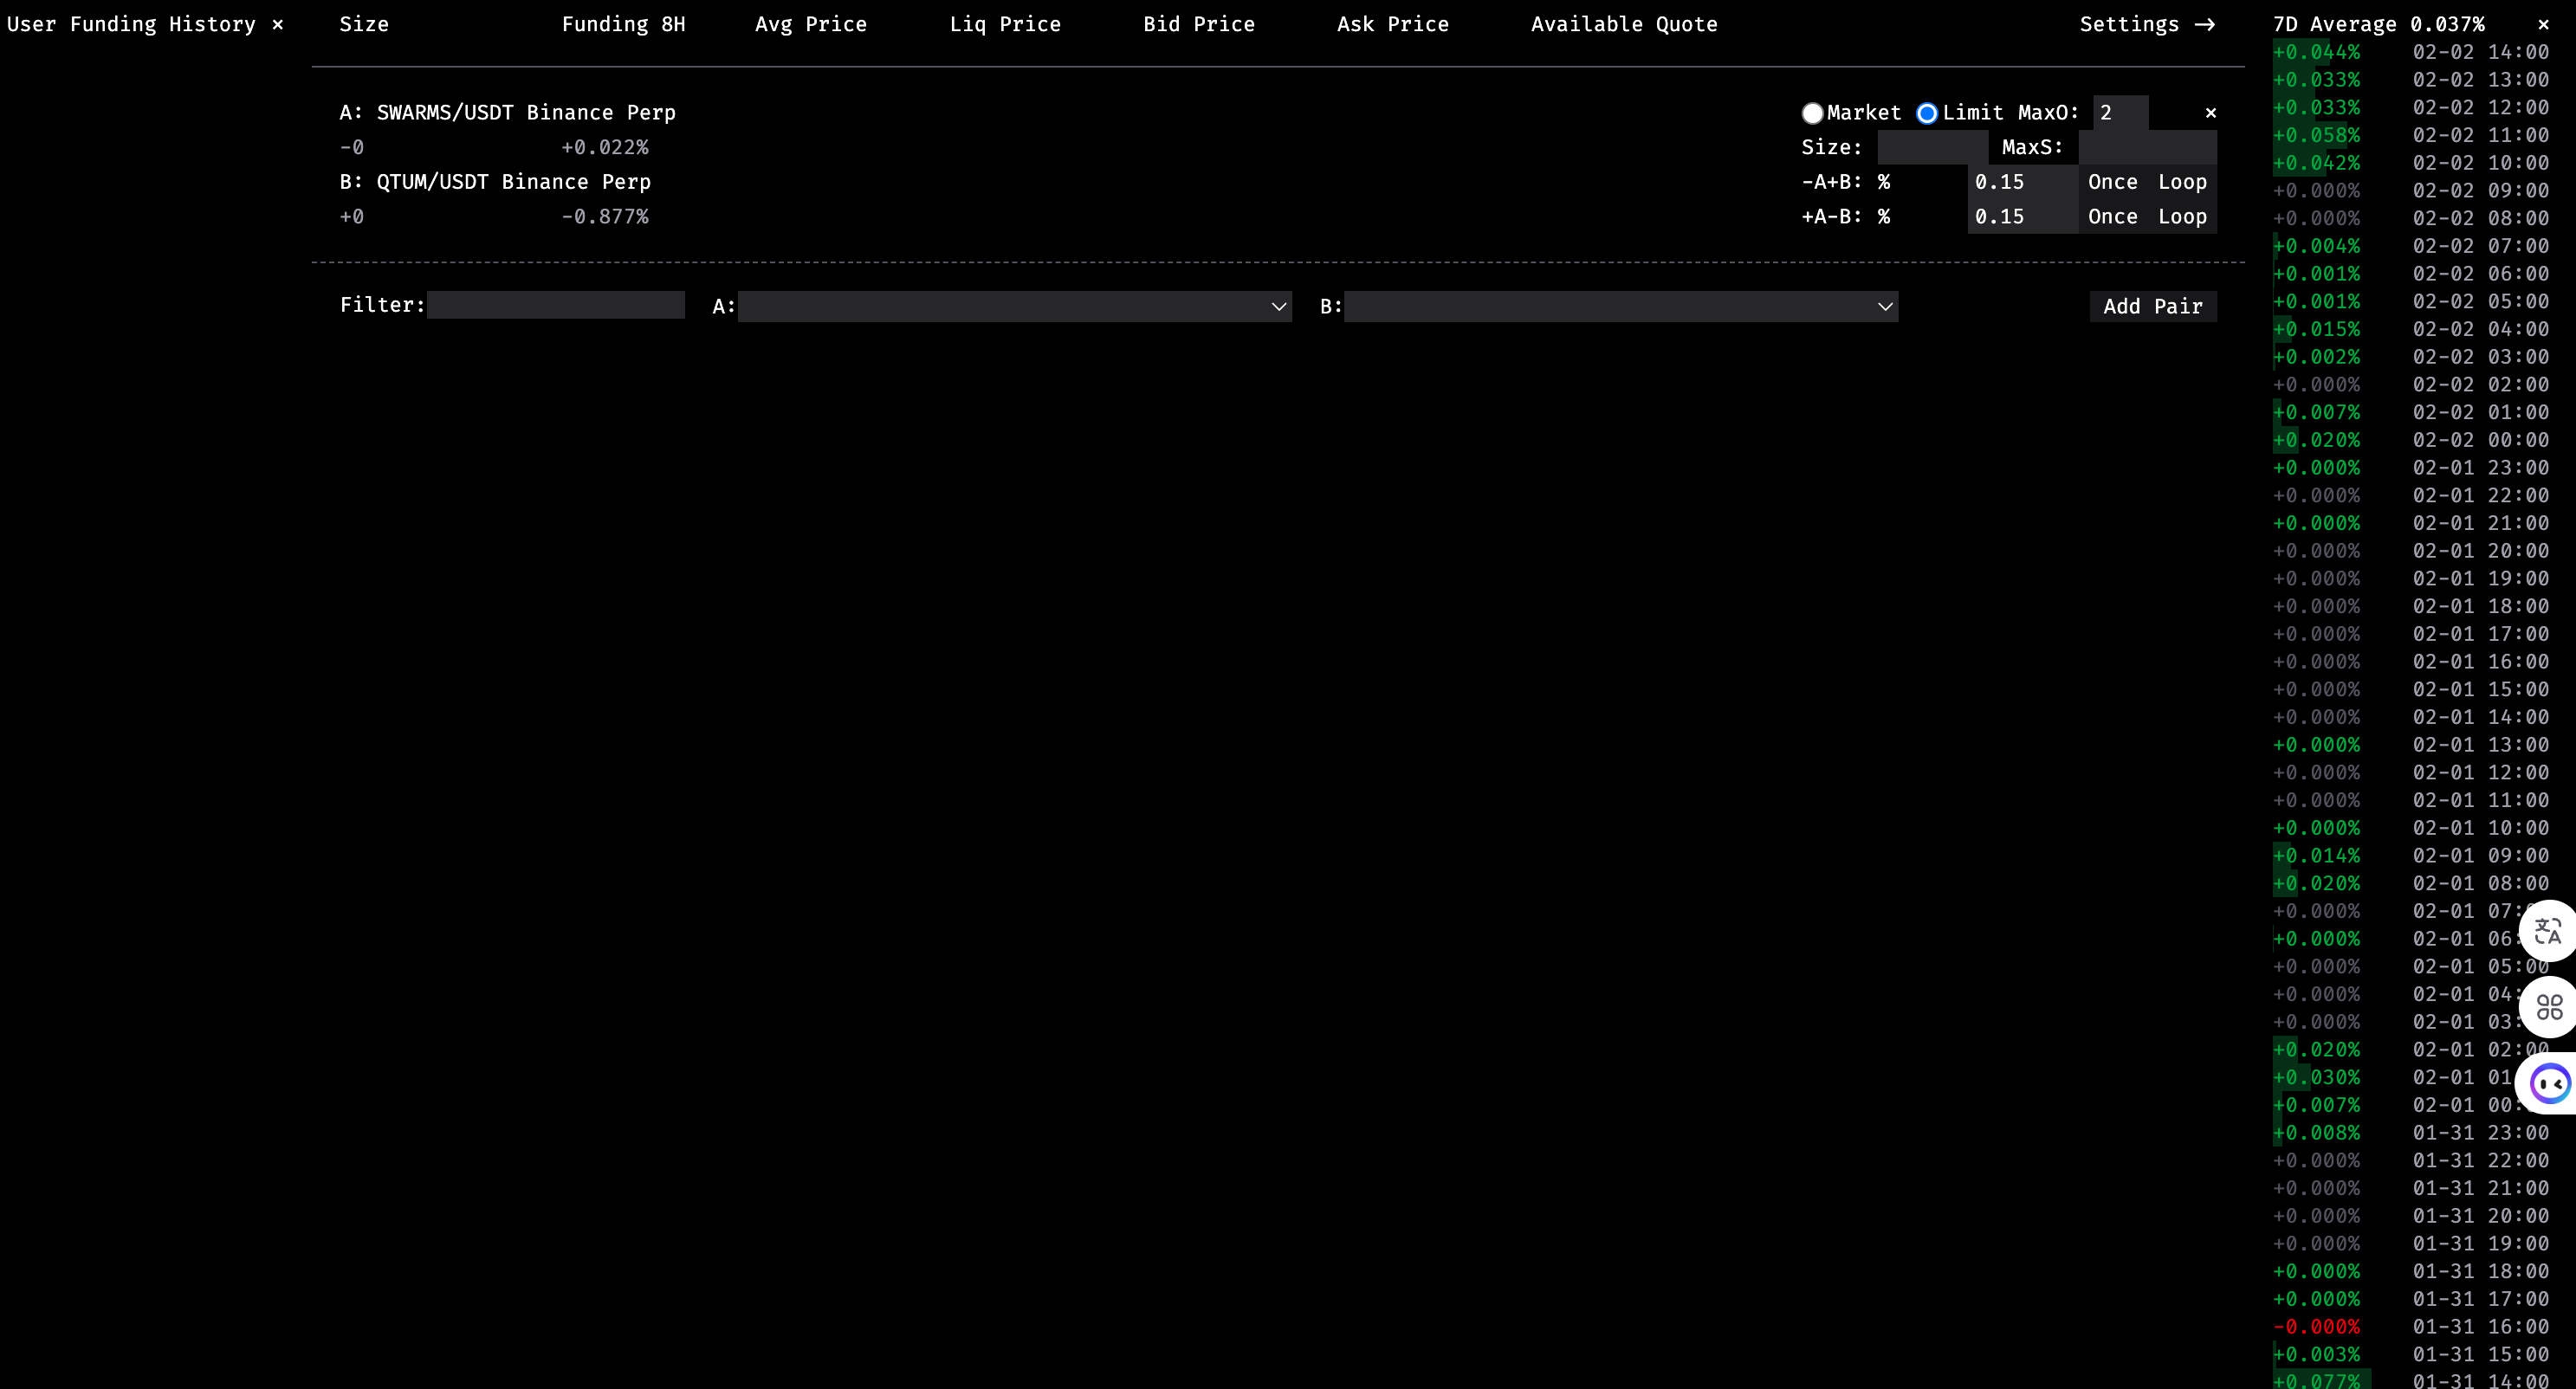 User Funding History ×
Size Funding 8H Avg Price Liq Price Bid Price Ask Price Available Quote Settings →
A: SWARMS/USDT Binance Perp
-0 +0.022%
B: QTUM/USDT Binance Perp
+0 -0.877%
Market Limit MaxO: 2 ×
Size: MaxS:
-A+B: % 0.15 Once Loop
+A-B: % 0.15 Once Loop
Filter: A: B: Add Pair
7D Average 0.037% ×
+0.044% 02-02 14:00
+0.033% 02-02 13:00
+0.033% 02-02 12:00
+0.058% 02-02 11:00
+0.042% 02-02 10:00
+0.000% 02-02 09:00
+0.000% 02-02 08:00
+0.004% 02-02 07:00
+0.001% 02-02 06:00
+0.001% 02-02 05:00
+0.015% 02-02 04:00
+0.002% 02-02 03:00
+0.000% 02-02 02:00
+0.007% 02-02 01:00
+0.020% 02-02 00:00
+0.000% 02-01 23:00
+0.000% 02-01 22:00
+0.000% 02-01 21:00
+0.000% 02-01 20:00
+0.000% 02-01 19:00
+0.000% 02-01 18:00
+0.000% 02-01 17:00
+0.000% 02-01 16:00
+0.000% 02-01 15:00
+0.000% 02-01 14:00
+0.000% 02-01 13:00
+0.000% 02-01 12:00
+0.000% 02-01 11:00
+0.000% 02-01 10:00
+0.014% 02-01 09:00
+0.020% 02-01 08:00
+0.000% 02-01 07:
+0.000% 02-01 06:
+0.000% 02-01 05:00
+0.000% 02-01 04:
+0.000% 02-01 03:
+0.020% 02-01 02:00
+0.030% 02-01 01
+0.007% 02-01 00:
+0.008% 01-31 23:00
+0.000% 01-31 22:00
+0.000% 01-31 21:00
+0.000% 01-31 20:00
+0.000% 01-31 19:00
+0.000% 01-31 18:00
+0.000% 01-31 17:00
-0.000% 01-31 16:00
+0.003% 01-31 15:00
+0.077% 01-31 14:00